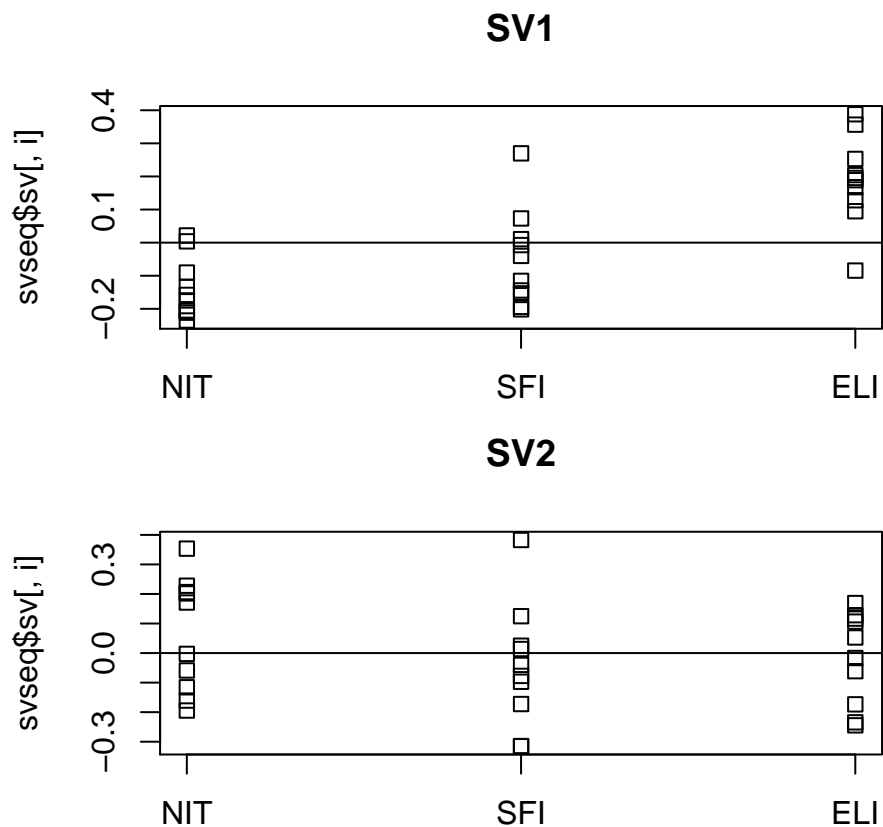 SV1
svseq$sv[, i]
0.4
0.1
−0.2
NIT SFI ELI
SV2
svseq$sv[, i]
0.3
0.0
−0.3
NIT SFI ELI